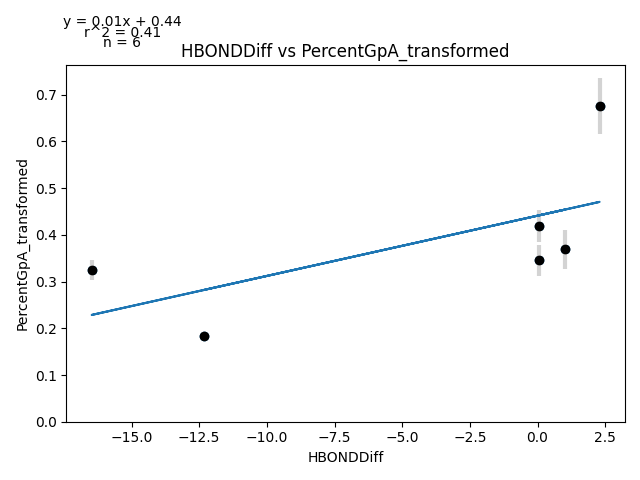 y = 0.01x + 0.44
r^2 = 0.41
n = 6
HBONDDiff vs PercentGpA_transformed
PercentGpA_transformed
0.7
0.6
0.5
0.4
0.3
0.2
0.1
0.0
−15.0 −12.5 −10.0 −7.5 −5.0 −2.5 0.0 2.5
HBONDDiff